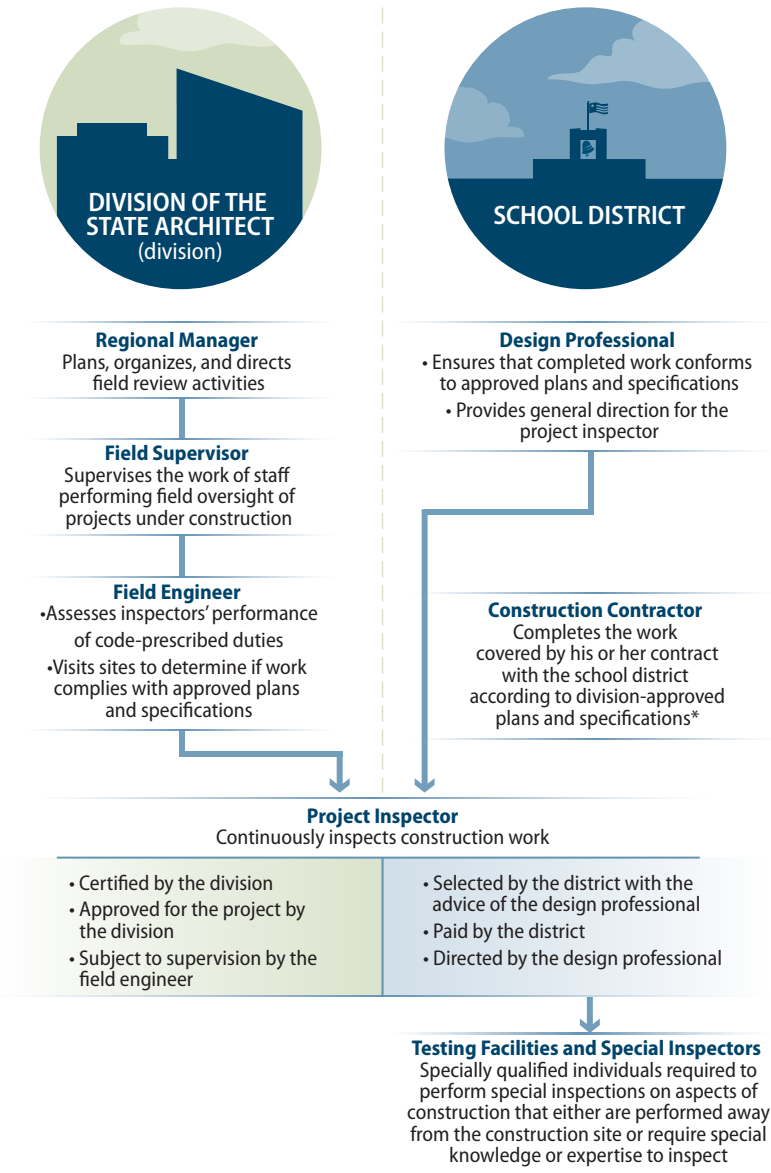 DIVISION OF THE
STATE ARCHITECT
(division)
SCHOOL DISTRICT
Regional Manager
Plans, organizes, and directs
field review activities
Field Supervisor
Supervises the work of staff
performing field oversight of
projects under construction
Field Engineer
•Assesses inspectors’ performance
of code-prescribed duties
•Visits sites to determine if work
complies with approved plans
and specifications
Design Professional
• Ensures that completed work conforms
to approved plans and specifications
• Provides general direction for the
project inspector
Construction Contractor
Completes the work
covered by his or her contract
with the school district
according to division-approved
plans and specifications*
Project Inspector
Continuously inspects construction work
• Certified by the division
• Approved for the project by
the division
• Subject to supervision by the
field engineer
• Selected by the district with the
advice of the design professional
• Paid by the district
• Directed by the design professional
Testing Facilities and Special Inspectors
Specially qualified individuals required to
perform special inspections on aspects of
construction that either are performed away
from the construction site or require special
knowledge or expertise to inspect